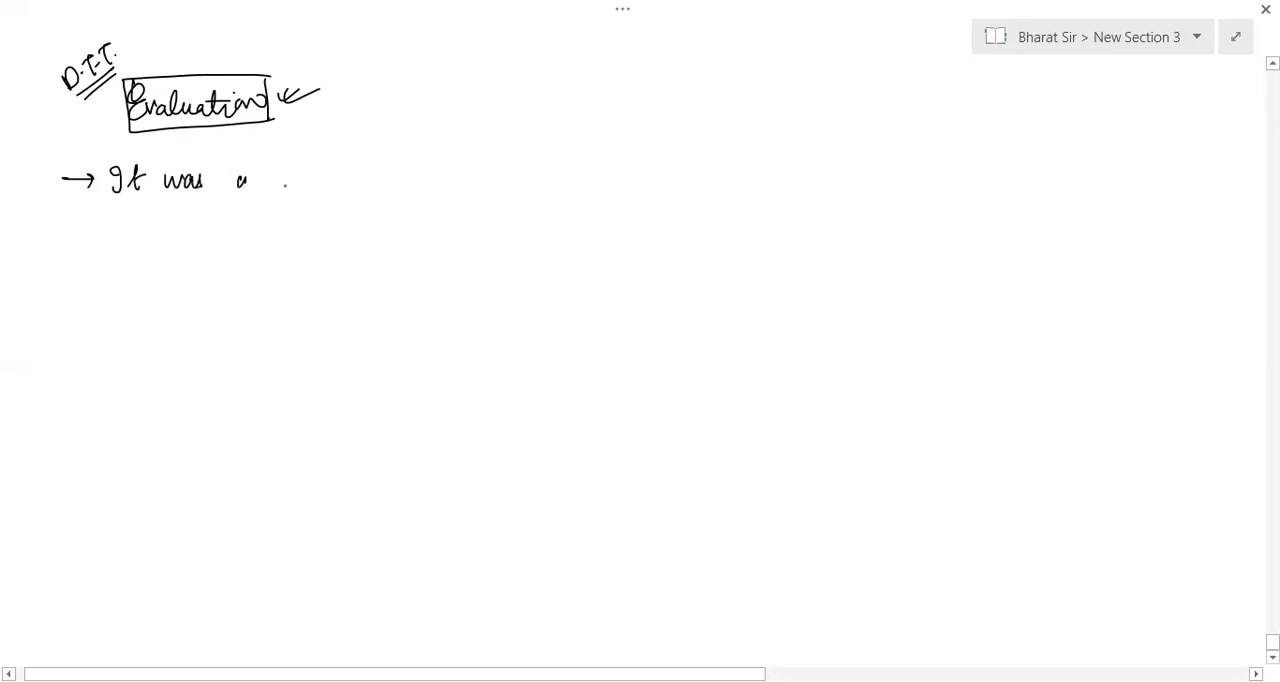 Bharat Sir > New Section 3
D.T.T.
Evaluation
→ It was a